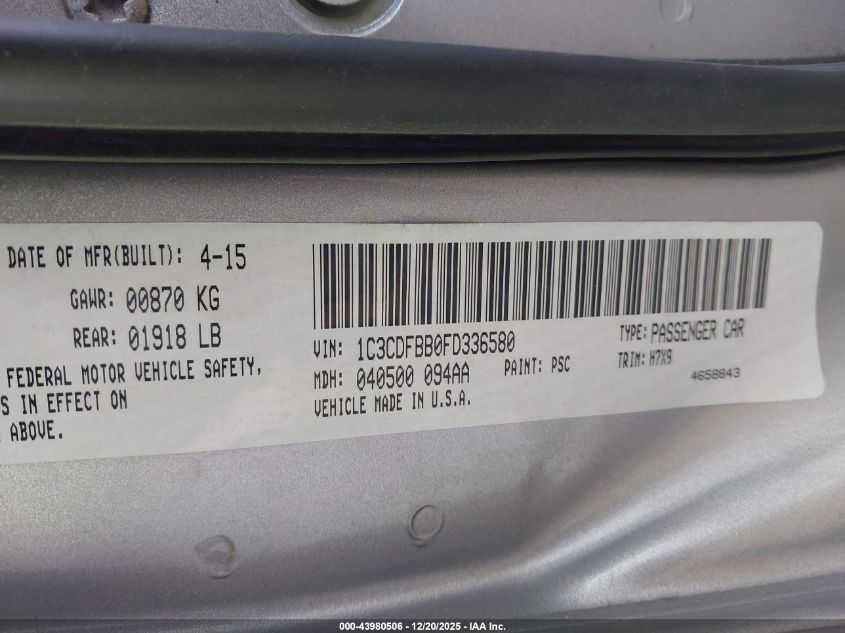 DATE OF MFR(BUILT): 4-15
GAWR: 00870 KG
REAR: 01918 LB
FEDERAL MOTOR VEHICLE SAFETY,
S IN EFFECT ON
ABOVE.
VIN: 1C3CDFBB0FD336580
TYPE: PASSENGER CAR
MDH: 040500 094AA
PAINT: PSC
TRIM: H7X9
VEHICLE MADE IN U.S.A.
4658843
000-43980506 - 12/20/2025 - IAA Inc.